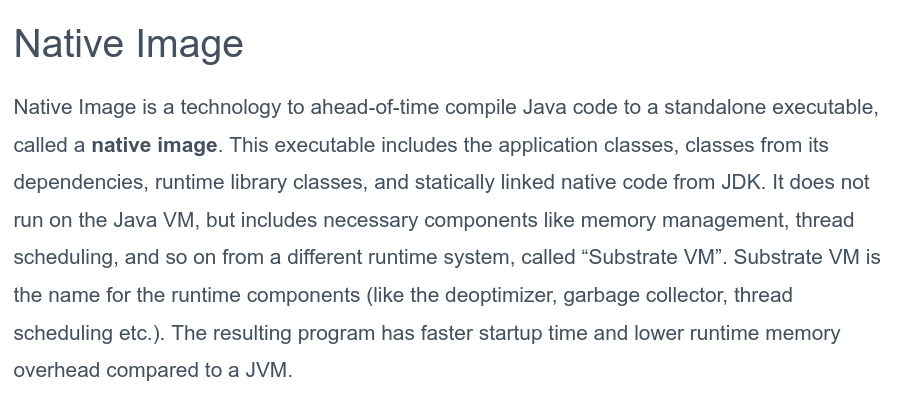 Native Image
Native Image is a technology to ahead-of-time compile Java code to a standalone executable,
called a native image. This executable includes the application classes, classes from its
dependencies, runtime library classes, and statically linked native code from JDK. It does not
run on the Java VM, but includes necessary components like memory management, thread
scheduling, and so on from a different runtime system, called “Substrate VM”. Substrate VM is
the name for the runtime components (like the deoptimizer, garbage collector, thread
scheduling etc.). The resulting program has faster startup time and lower runtime memory
overhead compared to a JVM.